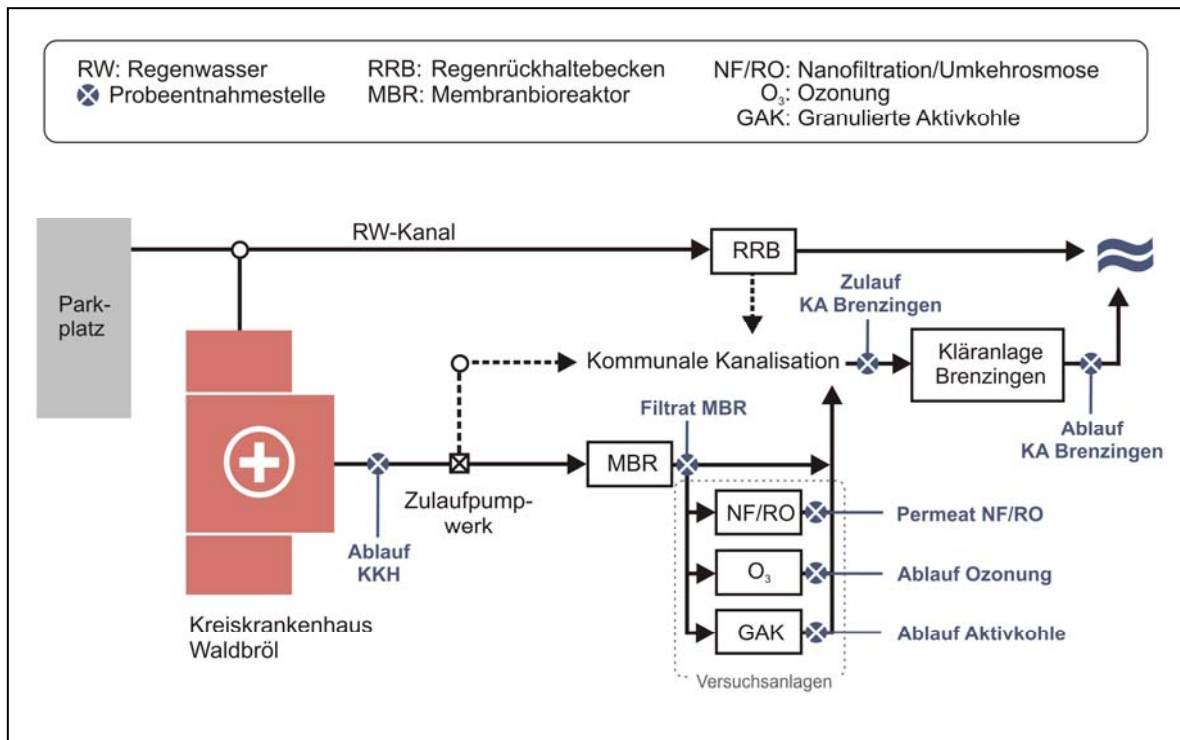 RW: Regenwasser
Probeentnahmestelle
RRB: Regenrückhaltebecken
MBR: Membranbioreaktor
NF/RO: Nanofiltration/Umkehrosmose
O₃: Ozonung
GAK: Granulierte Aktivkohle
Park-
platz
RW-Kanal
RRB
Zulauf
KA Brenzingen
Kommunale Kanalisation
Kläranlage
Brenzingen
Ablauf
KA Brenzingen
Filtrat MBR
MBR
Zulaufpump-
werk
Ablauf
KKH
NF/RO
Permeat NF/RO
O₃
Ablauf Ozonung
GAK
Ablauf Aktivkohle
Versuchsanlagen
Kreiskrankenhaus
Waldbröl